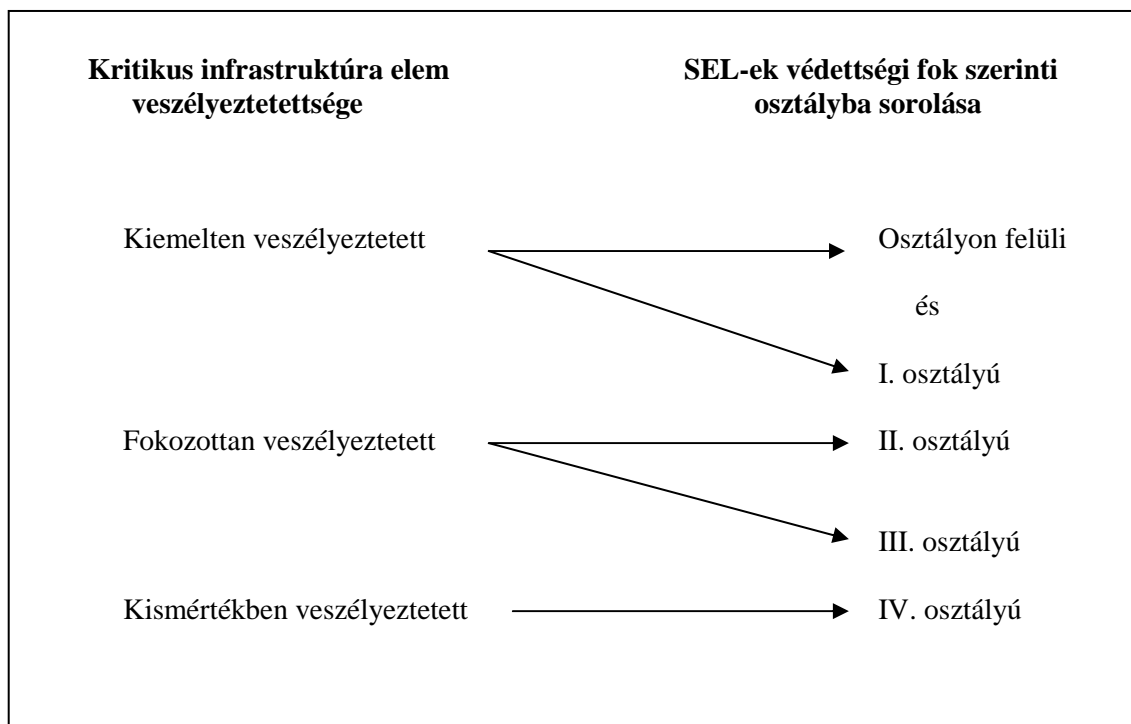 Kritikus infrastruktúra elem
veszélyeztetettsége
SEL-ek védettségi fok szerinti
osztályba sorolása
Kiemelten veszélyeztetett
Osztályon felüli
és
I. osztályú
Fokozottan veszélyeztetett
II. osztályú
III. osztályú
Kismértékben veszélyeztetett
IV. osztályú